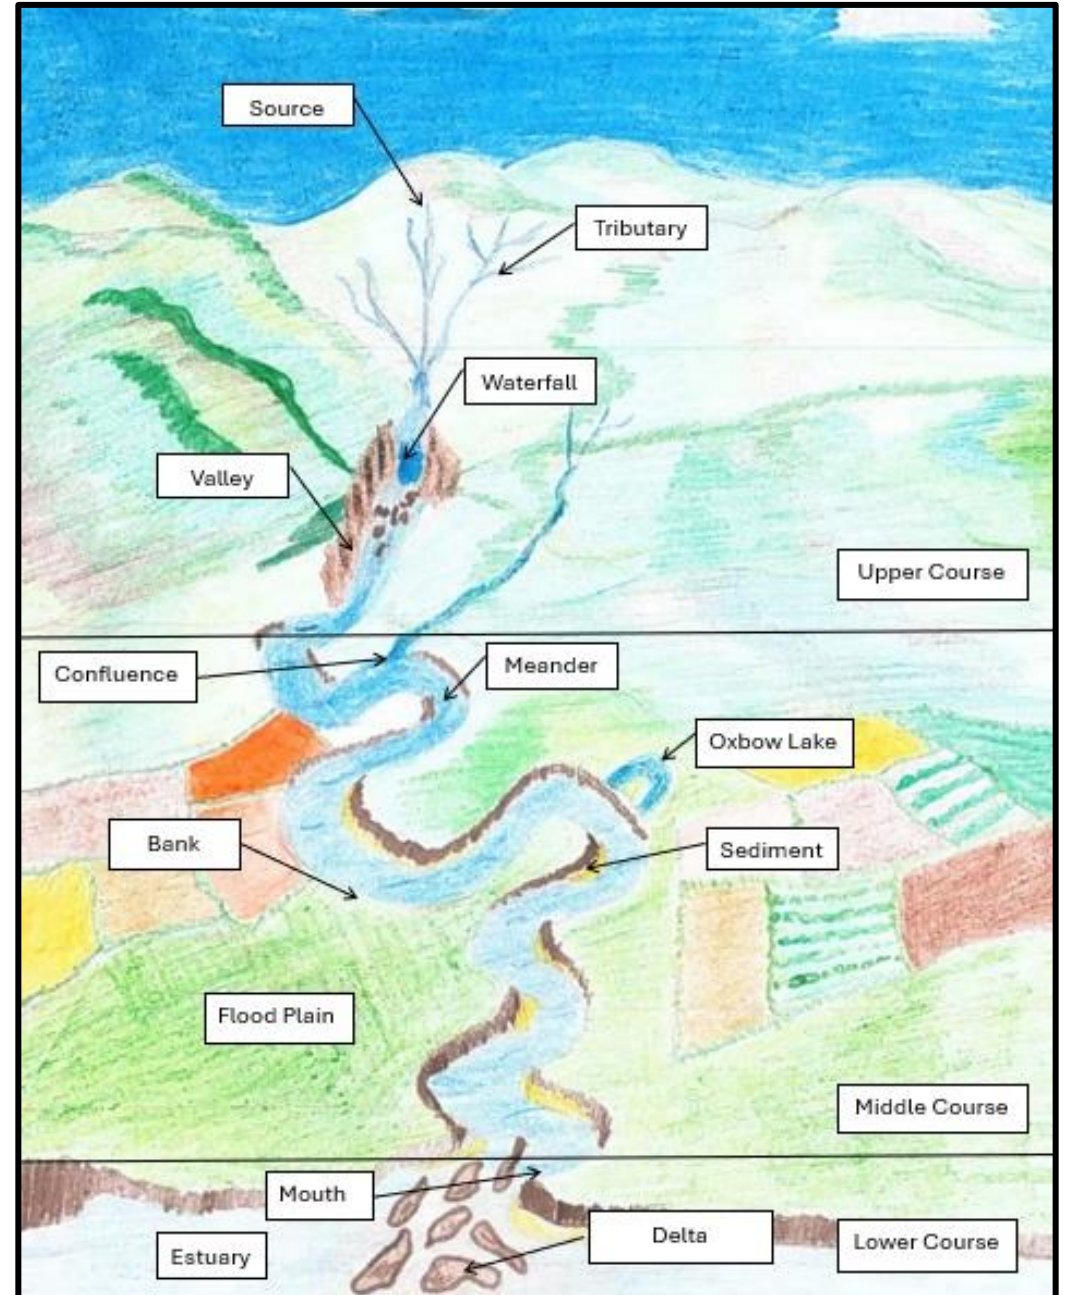 Source
Tributary
Waterfall
Valley
Upper Course
Confluence
Meander
Oxbow Lake
Bank
Sediment
Flood Plain
Middle Course
Mouth
Delta
Estuary
Lower Course